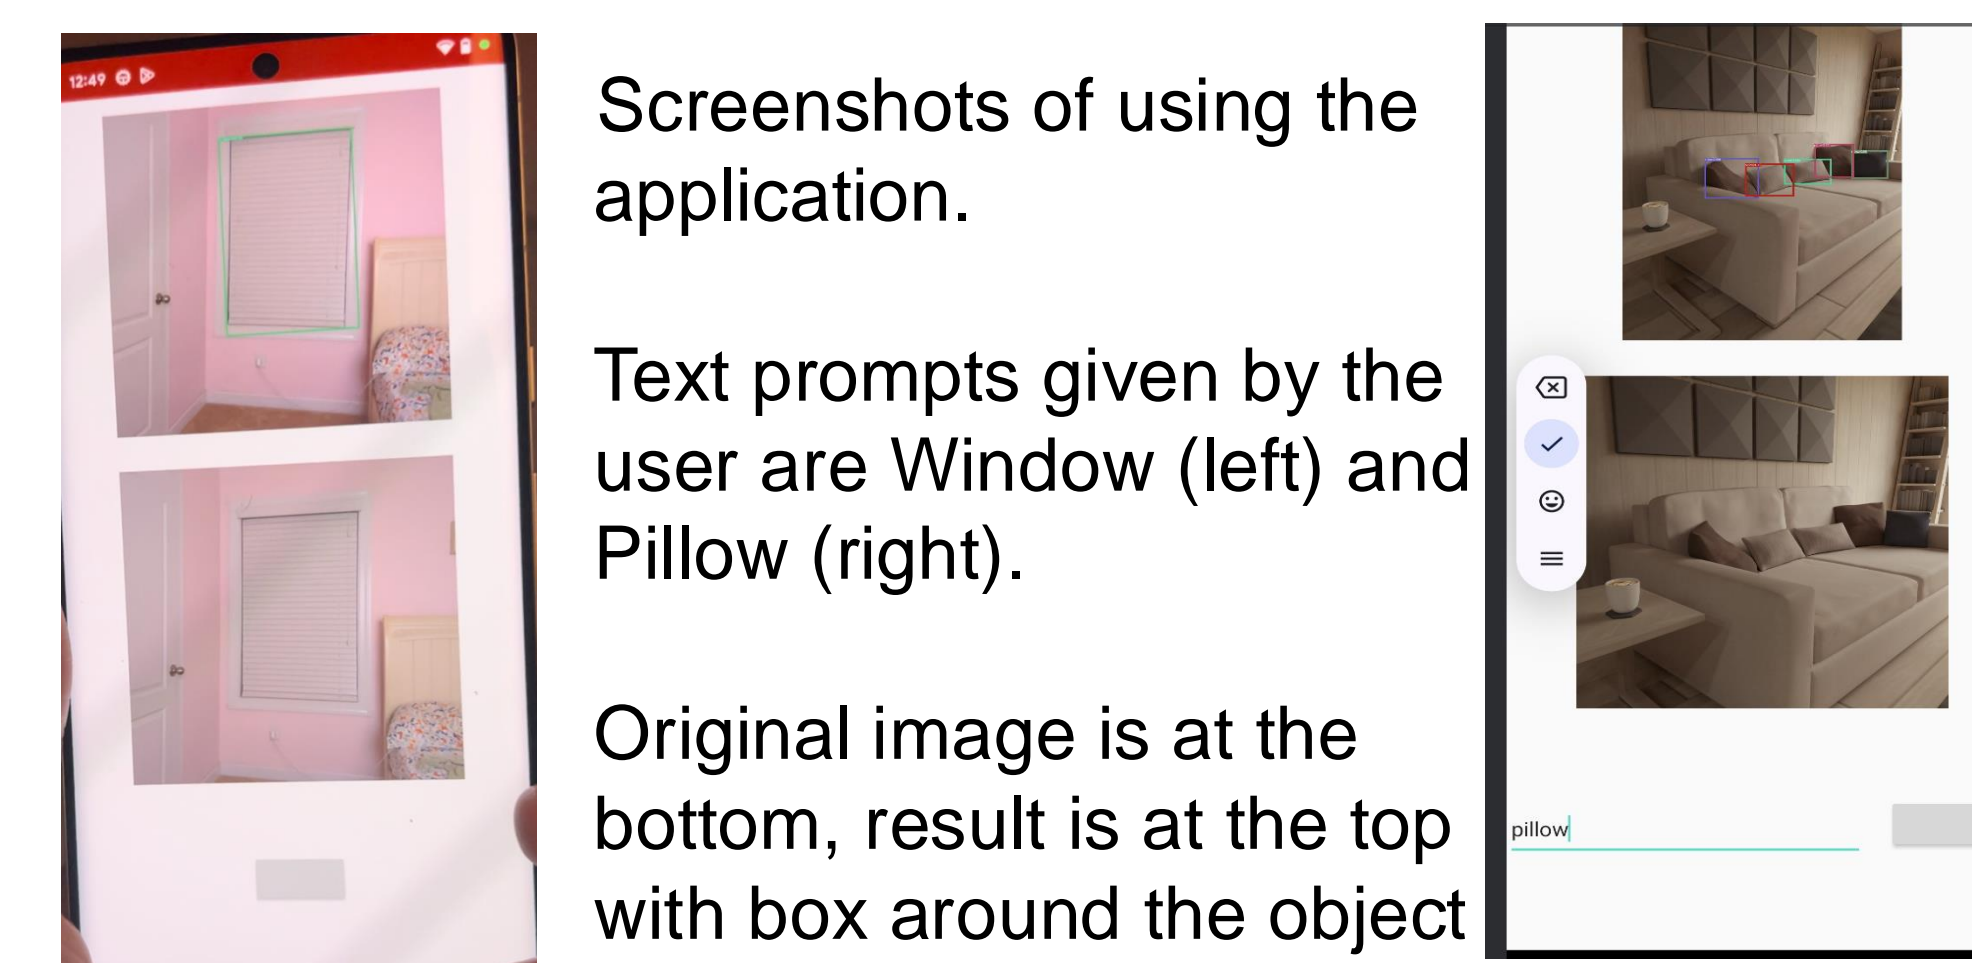 12:49
Screenshots of using the
application.
Text prompts given by the
user are Window (left) and
Pillow (right).
Original image is at the
bottom, result is at the top
with box around the object
pillow